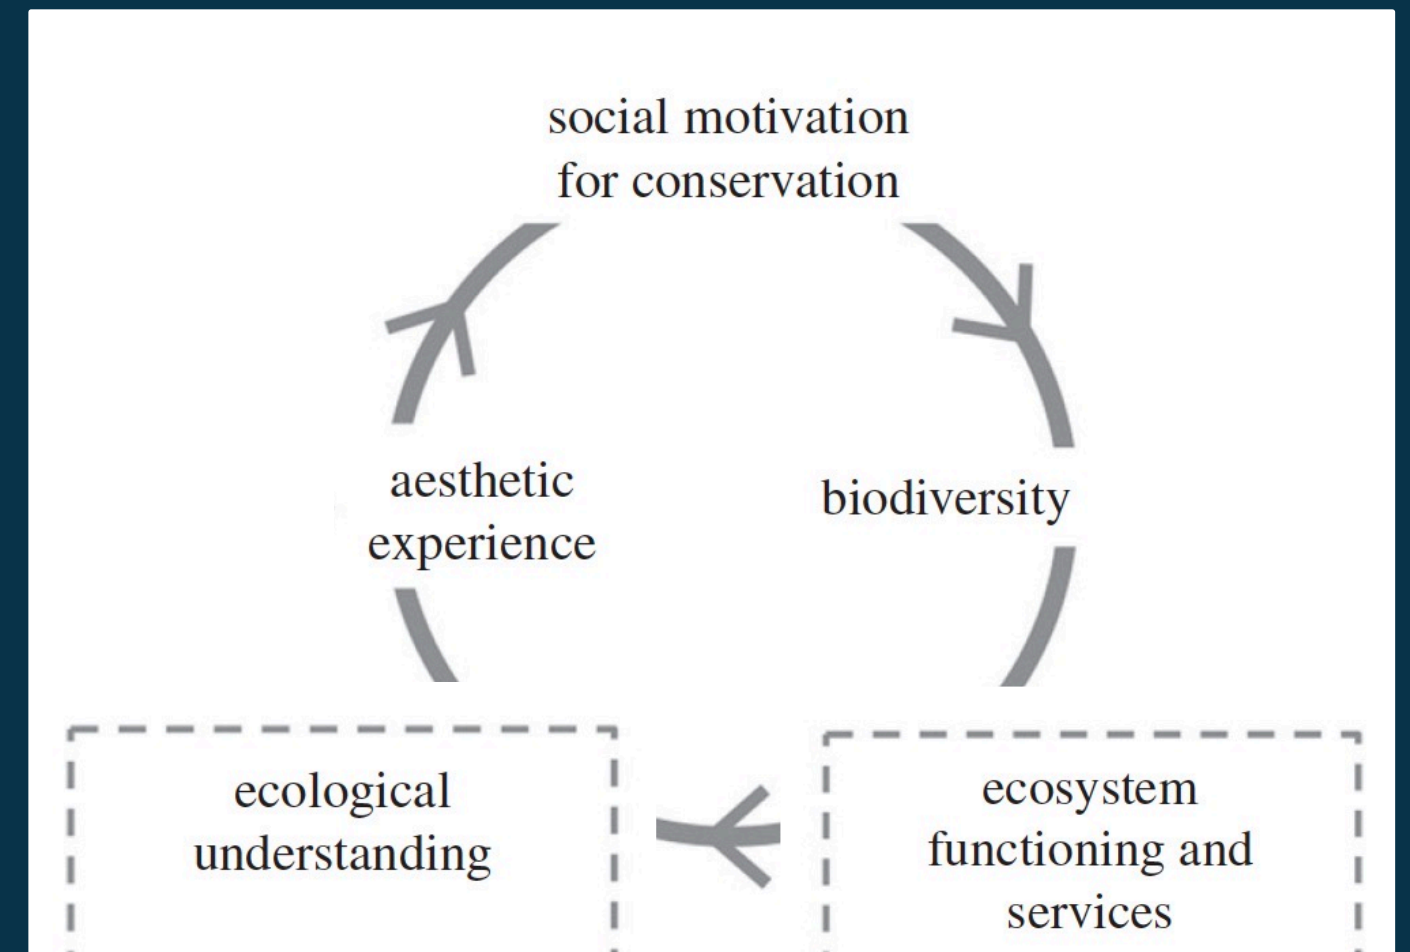 social motivation
for conservation
aesthetic
experience
biodiversity
ecological
understanding
ecosystem
functioning and
services